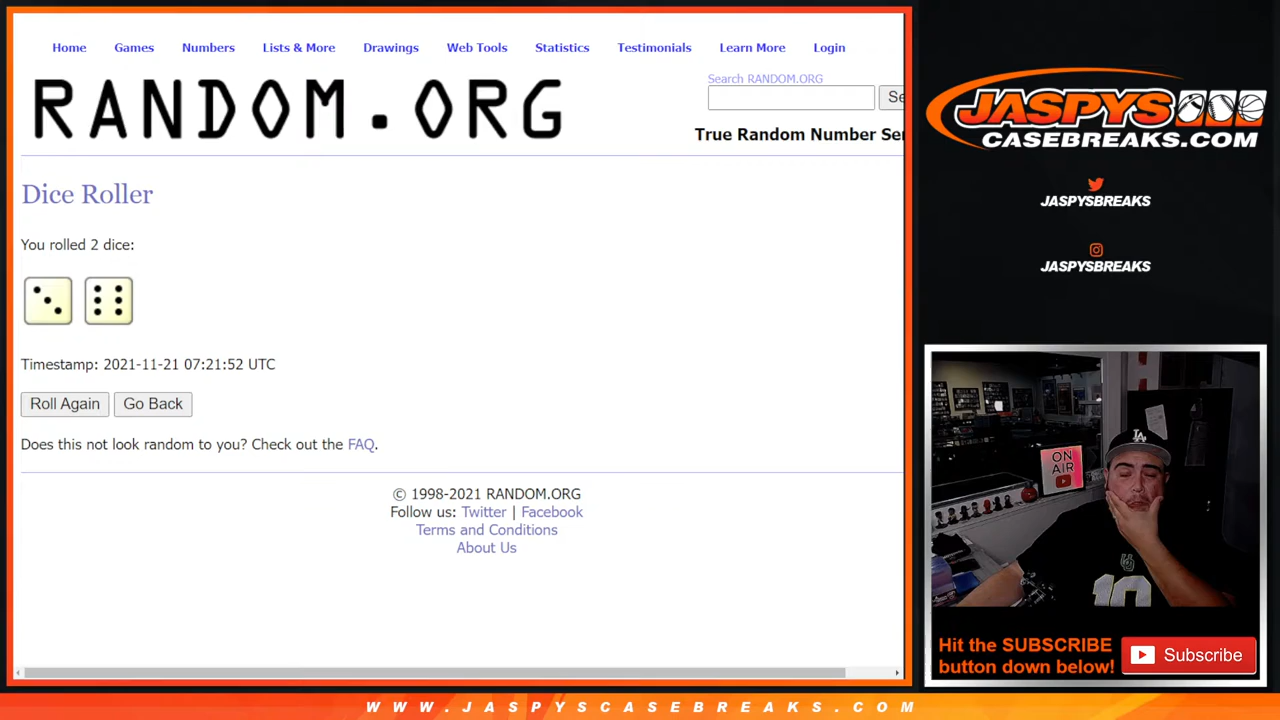 Home Games Numbers Lists & More Drawings Web Tools Statistics Testimonials Learn More Login
RANDOM.ORG
Search RANDOM.ORG
Se
True Random Number Ser
Dice Roller
You rolled 2 dice:
Timestamp: 2021-11-21 07:21:52 UTC
Roll Again Go Back
Does this not look random to you? Check out the FAQ.
© 1998-2021 RANDOM.ORG
Follow us: Twitter | Facebook
Terms and Conditions
About Us
JASPYS
CASEBREAKS.COM
JASPYSBREAKS
JASPYSBREAKS
ON
AIR
LA
10
Hit the SUBSCRIBE
button down below!
Subscribe
WWW.JASPYSCASEBREAKS.COM